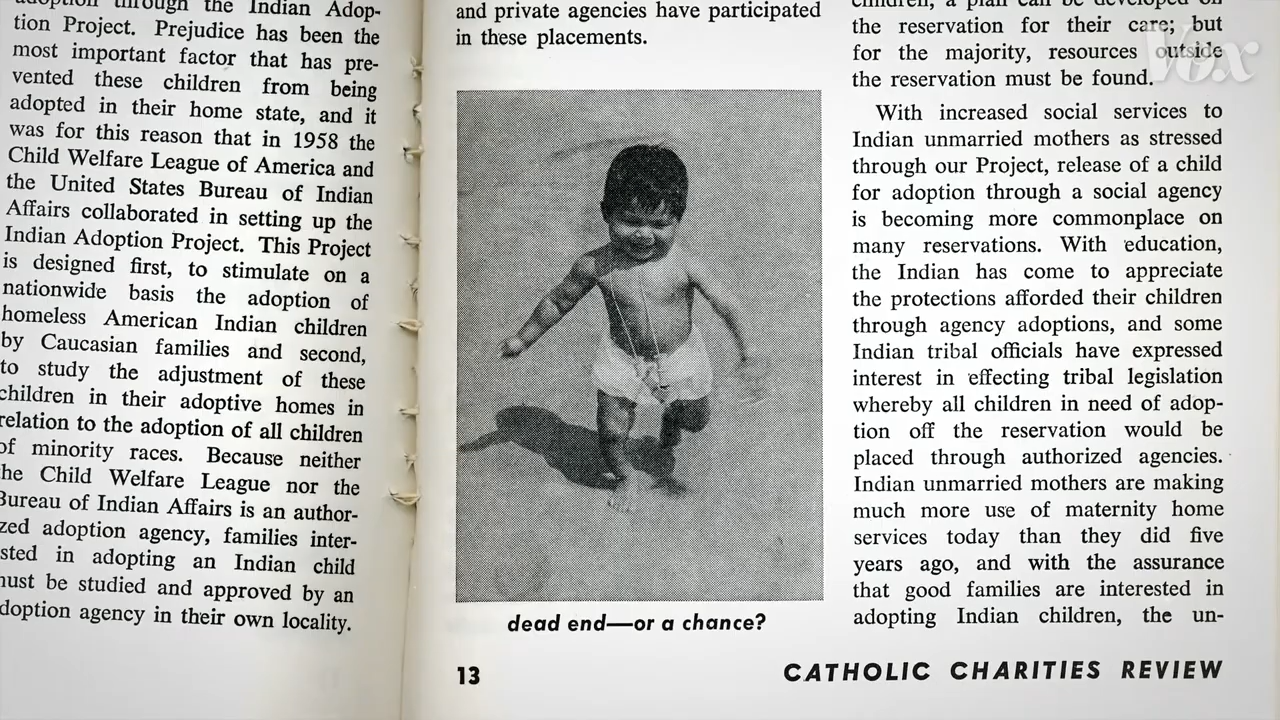 adoption through the Indian Adop-
tion Project. Prejudice has been the
most important factor that has pre-
vented these children from being
adopted in their home state, and it
was for this reason that in 1958 the
Child Welfare League of America and
the United States Bureau of Indian
Affairs collaborated in setting up the
Indian Adoption Project. This Project
is designed first, to stimulate on a
nationwide basis the adoption of
homeless American Indian children
by Caucasian families and second,
to study the adjustment of these
children in their adoptive homes in
relation to the adoption of all children
of minority races. Because neither
the Child Welfare League nor the
Bureau of Indian Affairs is an author-
zed adoption agency, families inter-
sted in adopting an Indian child
nust be studied and approved by an
doption agency in their own locality.
and private agencies have participated
in these placements.
dead end—or a chance?
13
children, a plan can be developed on
the reservation for their care; but
for the majority, resources outside
the reservation must be found.
With increased social services to
Indian unmarried mothers as stressed
through our Project, release of a child
for adoption through a social agency
is becoming more commonplace on
many reservations. With education,
the Indian has come to appreciate
the protections afforded their children
through agency adoptions, and some
Indian tribal officials have expressed
interest in effecting tribal legislation
whereby all children in need of adop-
tion off the reservation would be
placed through authorized agencies.
Indian unmarried mothers are making
much more use of maternity home
services today than they did five
years ago, and with the assurance
that good families are interested in
adopting Indian children, the un-
CATHOLIC CHARITIES REVIEW
Vox